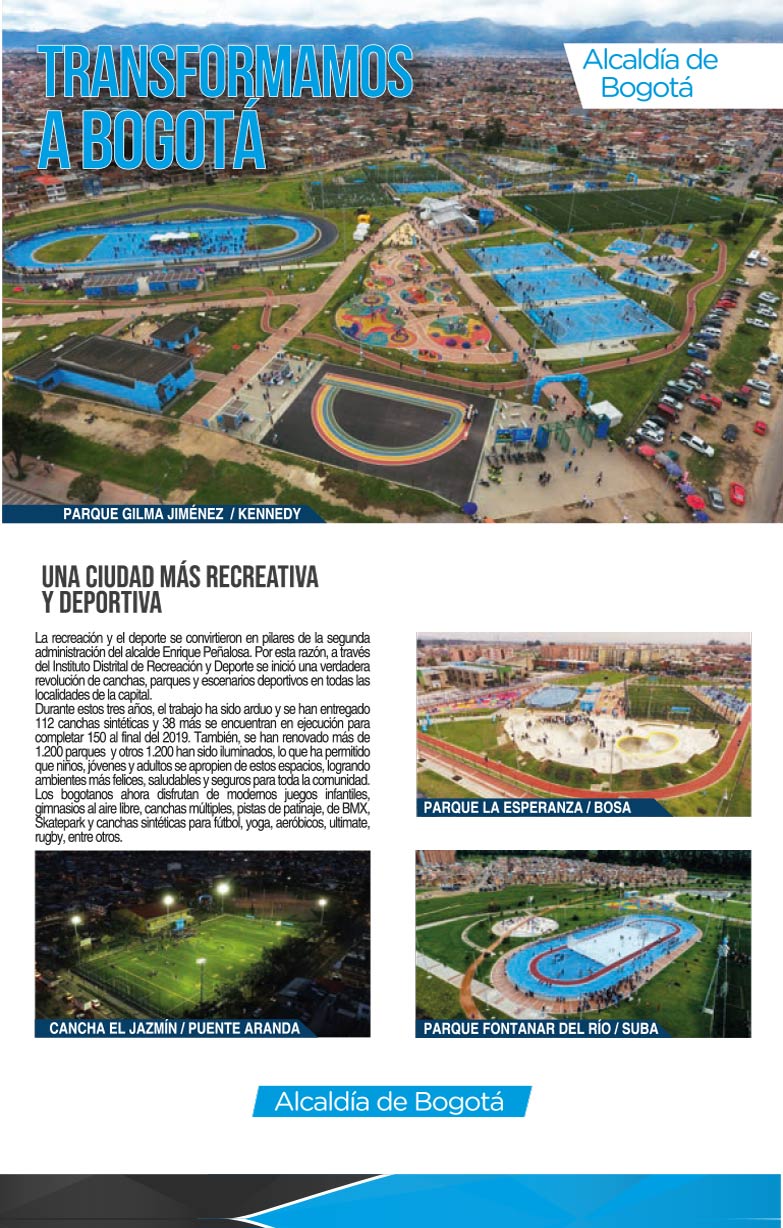 TRANSFORMAMOS
A BOGOTÁ
Alcaldía de
Bogotá
PARQUE GILMA JIMÉNEZ / KENNEDY
UNA CIUDAD MÁS RECREATIVA
Y DEPORTIVA
La recreación y el deporte se convirtieron en pilares de la segunda
administración del alcalde Enrique Peñalosa. Por esta razón, a través
del Instituto Distrital de Recreación y Deporte se inició una verdadera
revolución de canchas, parques y escenarios deportivos en todas las
localidades de la capital.
Durante estos tres años, el trabajo ha sido arduo y se han entregado
112 canchas sintéticas y 38 más se encuentran en ejecución para
completar 150 al final del 2019. También, se han renovado más de
1.200 parques y otros 1.200 han sido iluminados, lo que ha permitido
que niños, jóvenes y adultos se apropien de estos espacios, logrando
ambientes más felices, saludables y seguros para toda la comunidad.
Los bogotanos ahora disfrutan de modernos juegos infantiles,
gimnasios al aire libre, canchas múltiples, pistas de patinaje, de BMX,
Skatepark y canchas sintéticas para fútbol, yoga, aeróbicos, ultimate,
rugby, entre otros.
CANCHA EL JAZMÍN / PUENTE ARANDA
PARQUE LA ESPERANZA / BOSA
PARQUE FONTANAR DEL RÍO / SUBA
Alcaldía de Bogotá